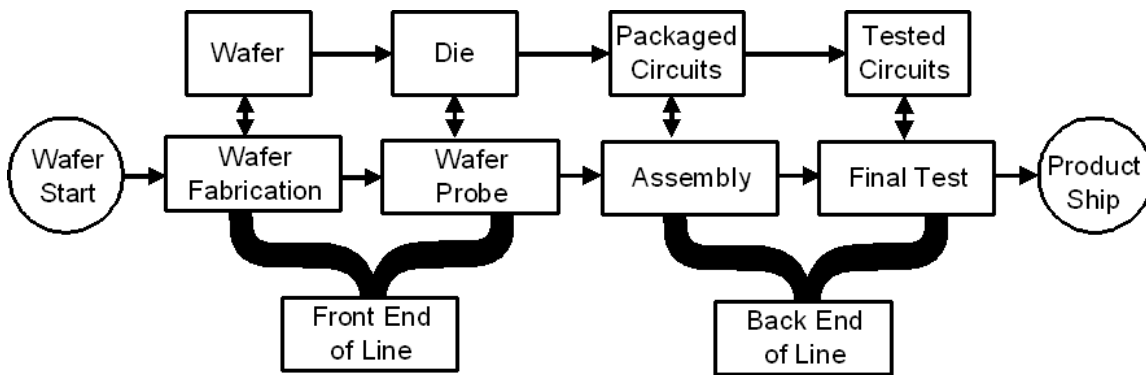 Wafer
Die
Packaged
Circuits
Tested
Circuits
Wafer
Start
Wafer
Fabrication
Wafer
Probe
Assembly
Final Test
Product
Ship
Front End
of Line
Back End
of Line